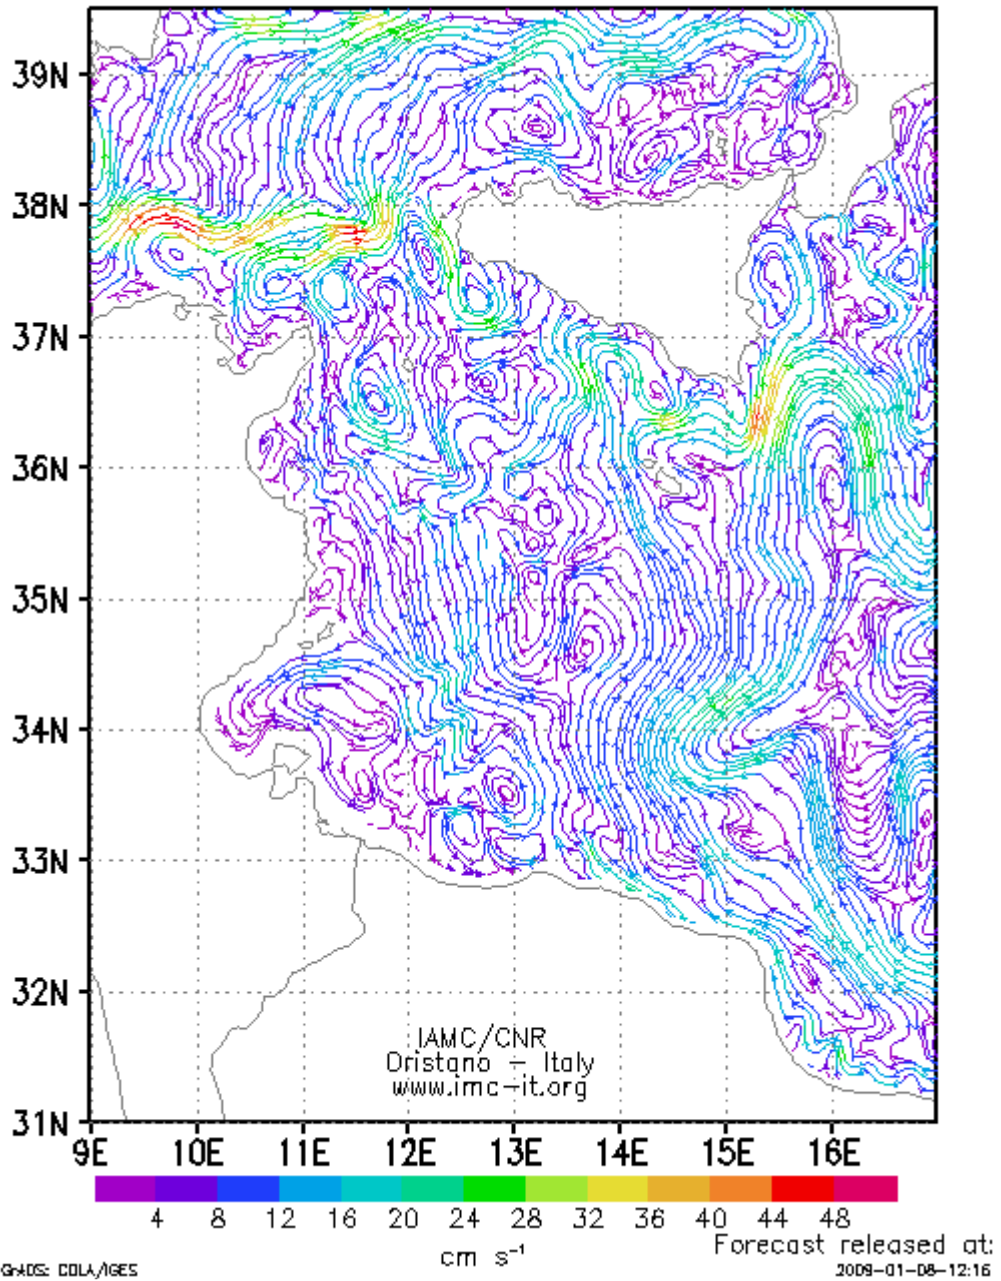 39N
38N
37N
36N
35N
34N
33N
32N
31N
IAMC/CNR
Oristano – Italy
www.imc-it.org
9E 10E 11E 12E 13E 14E 15E 16E
4 8 12 16 20 24 28 32 36 40 44 48
cm s⁻¹
Forecast released at:
GrADS: COLA/IGES
2009-01-08-12:16